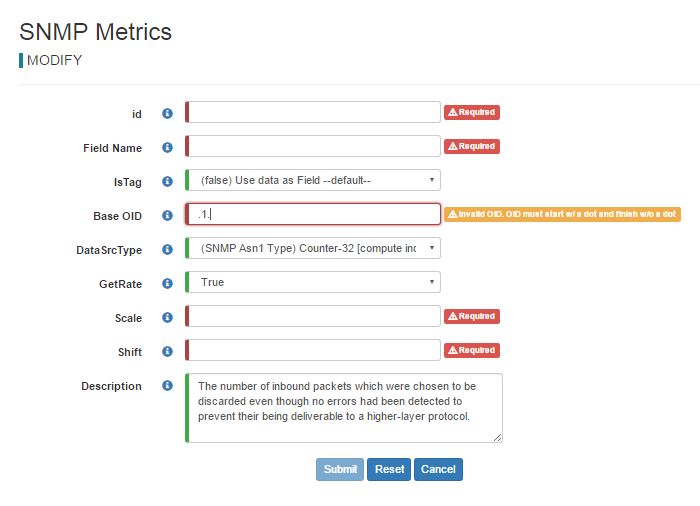 SNMP Metrics
MODIFY
id
Required
Field Name
Required
IsTag
(false) Use data as Field --default--
Base OID
.1.
Invalid OID. OID must start w/ a dot and finish w/o a dot
DataSrcType
(SNMP Asn1 Type) Counter-32 [compute inc
GetRate
True
Scale
Required
Shift
Required
Description
The number of inbound packets which were chosen to be
discarded even though no errors had been detected to
prevent their being deliverable to a higher-layer protocol.
Submit Reset Cancel